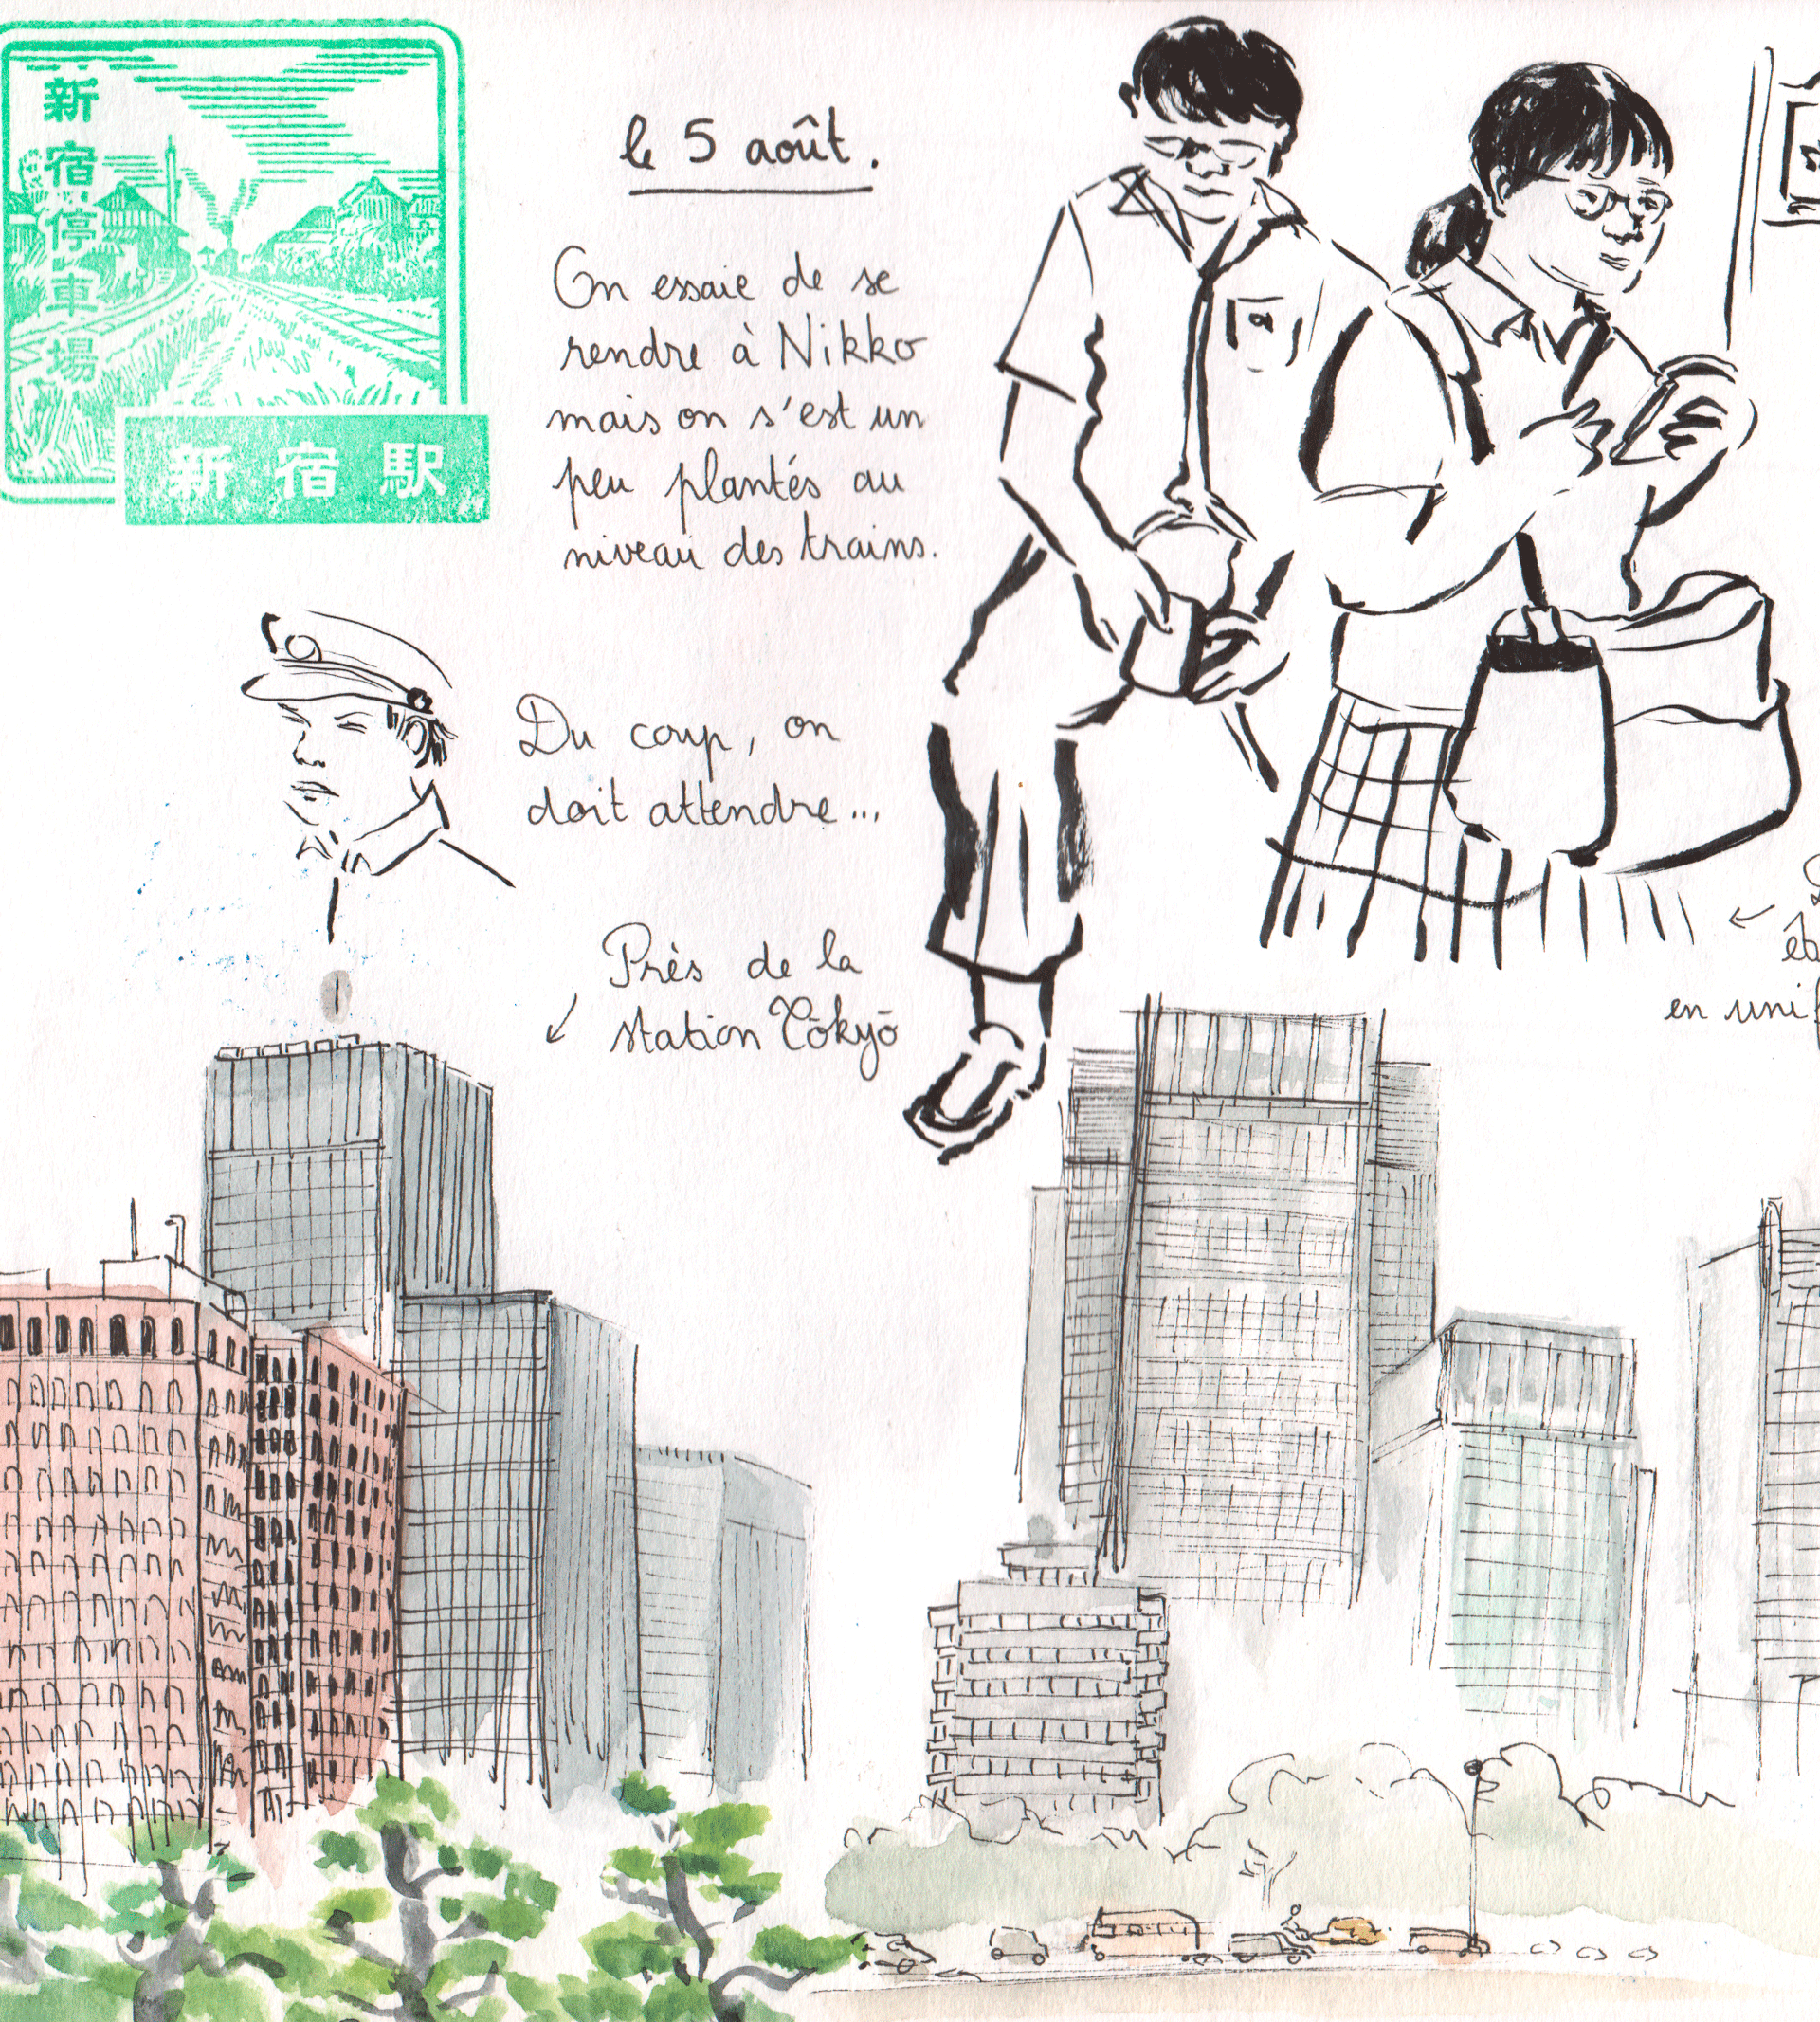 新宿停車場
新宿駅
le 5 août.
On essaie de se
rendre à Nikko
mais on s'est un
peu plantés au
niveau des trains.
Du coup, on
doit attendre...
Près de la
station Tōkyō
en uni